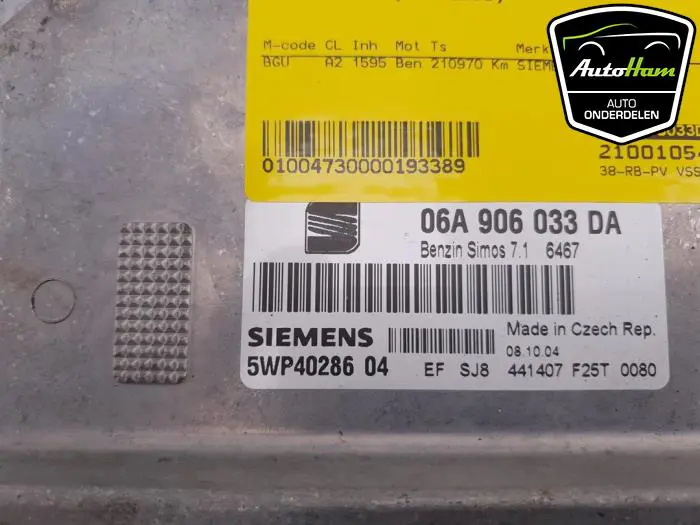 M-code CL Inh Mot Ts Merk
BGU A2 1595 Ben 210970 Km SIEM
01004730000193389
033D
2100105
38-RB-PV VSS
AutoHam
AUTO
ONDERDELEN
06A 906 033 DA
Benzin Simos 7.1 6467
SIEMENS
Made in Czech Rep.
08.10.04
5WP40286 04
EF SJ8 441407 F25T 0080